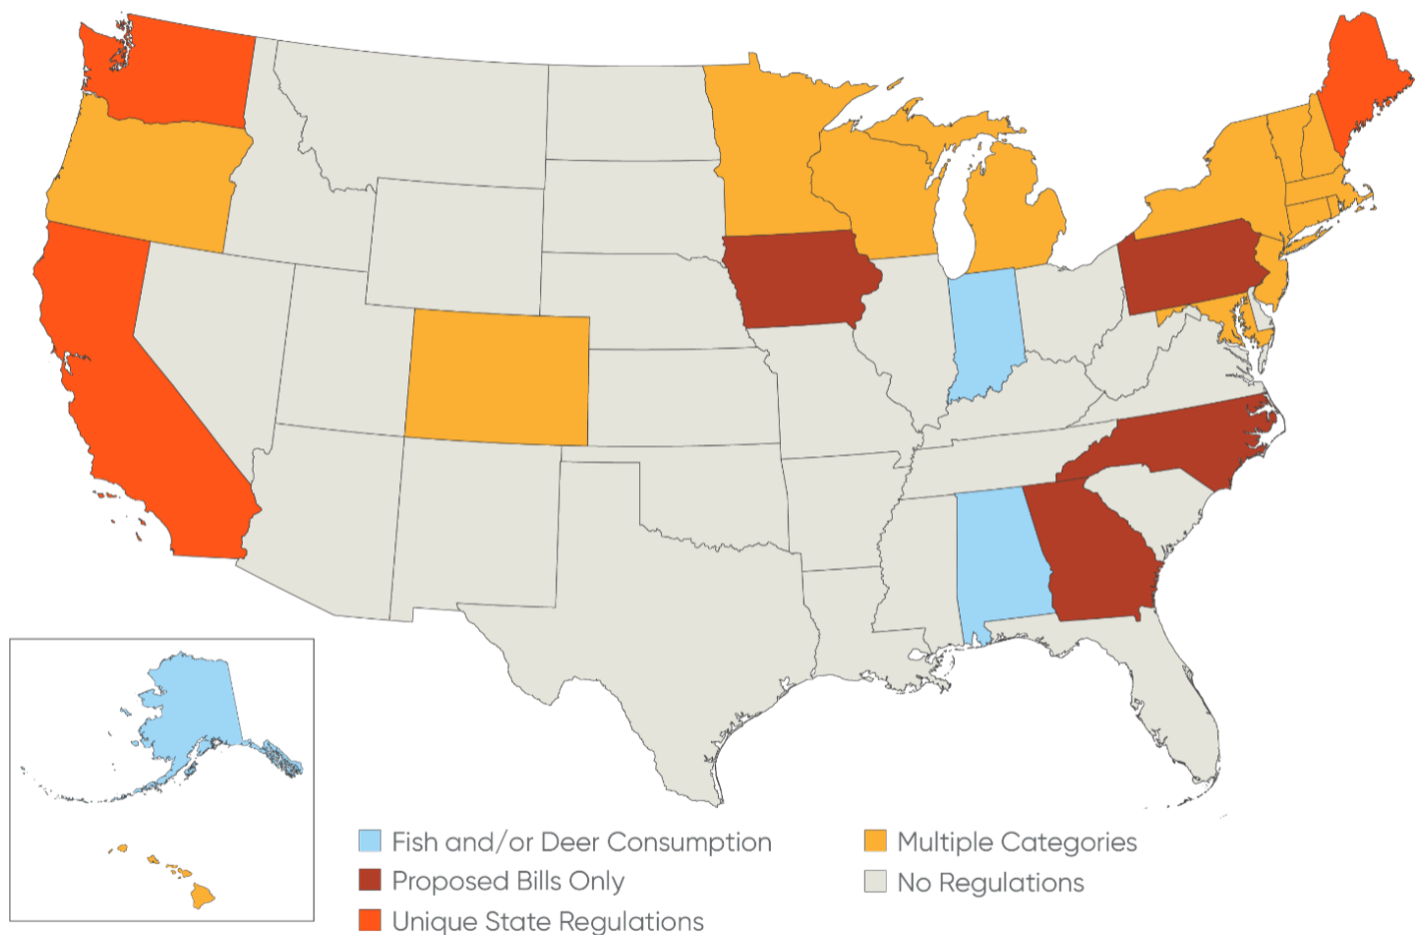 Fish and/or Deer Consumption
Proposed Bills Only
Unique State Regulations
Multiple Categories
No Regulations